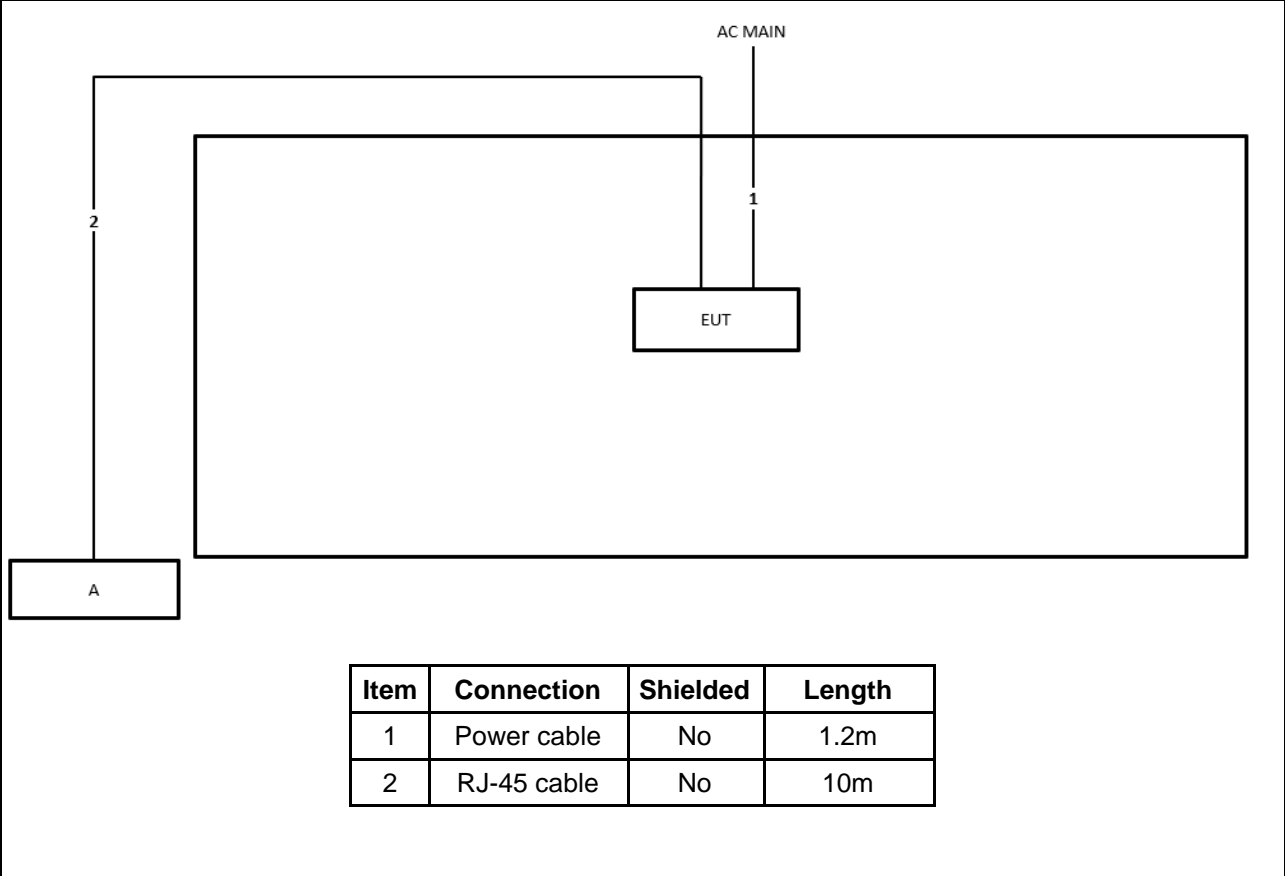 AC MAIN
2
1
EUT
A
Item Connection Shielded Length
1 Power cable No 1.2m
2 RJ-45 cable No 10m